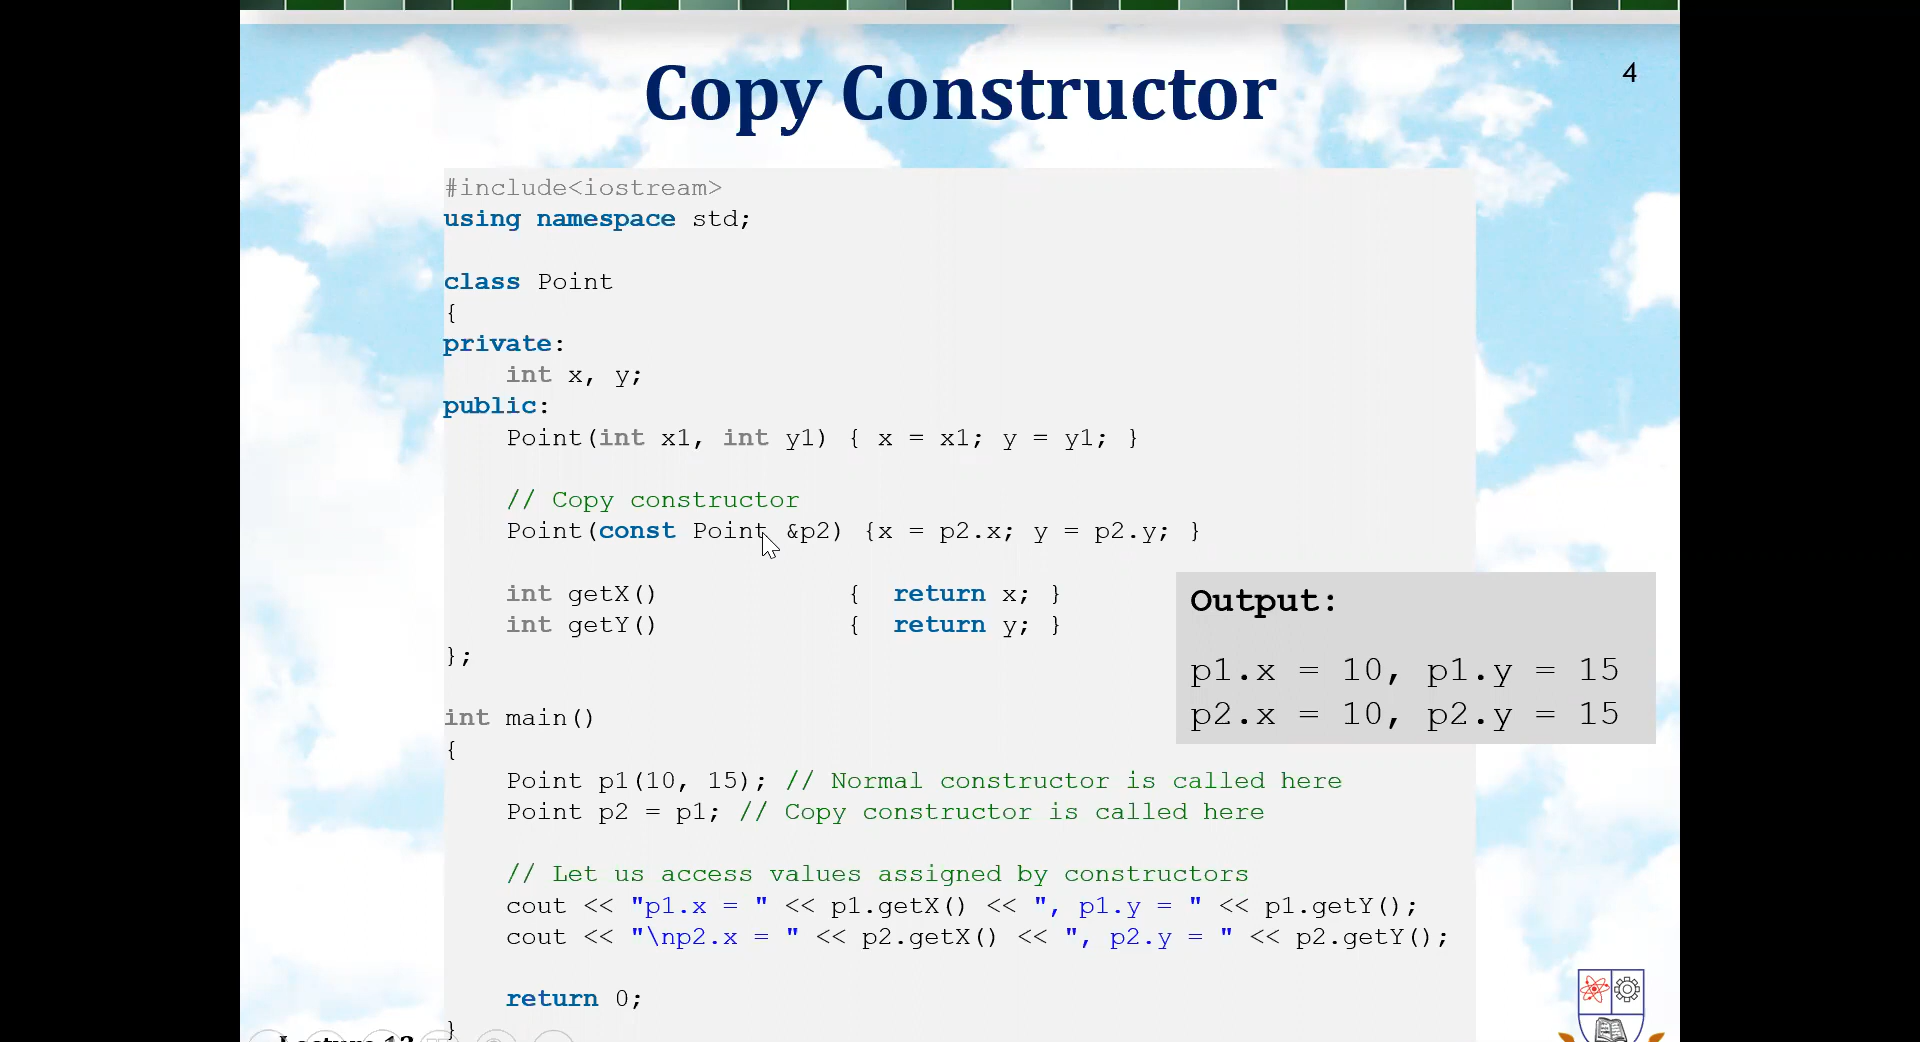 Copy Constructor
4
#include<iostream>
using namespace std;
class Point
{
private:
    int x, y;
public:
    Point(int x1, int y1) { x = x1; y = y1; }
    // Copy constructor
    Point(const Point &p2) {x = p2.x; y = p2.y; }
    int getX()            {  return x; }
    int getY()            {  return y; }
};
int main()
{
    Point p1(10, 15); // Normal constructor is called here
    Point p2 = p1; // Copy constructor is called here
    // Let us access values assigned by constructors
    cout << "p1.x = " << p1.getX() << ", p1.y = " << p1.getY();
    cout << "\np2.x = " << p2.getX() << ", p2.y = " << p2.getY();
    return 0;
}
Output:
p1.x = 10, p1.y = 15
p2.x = 10, p2.y = 15